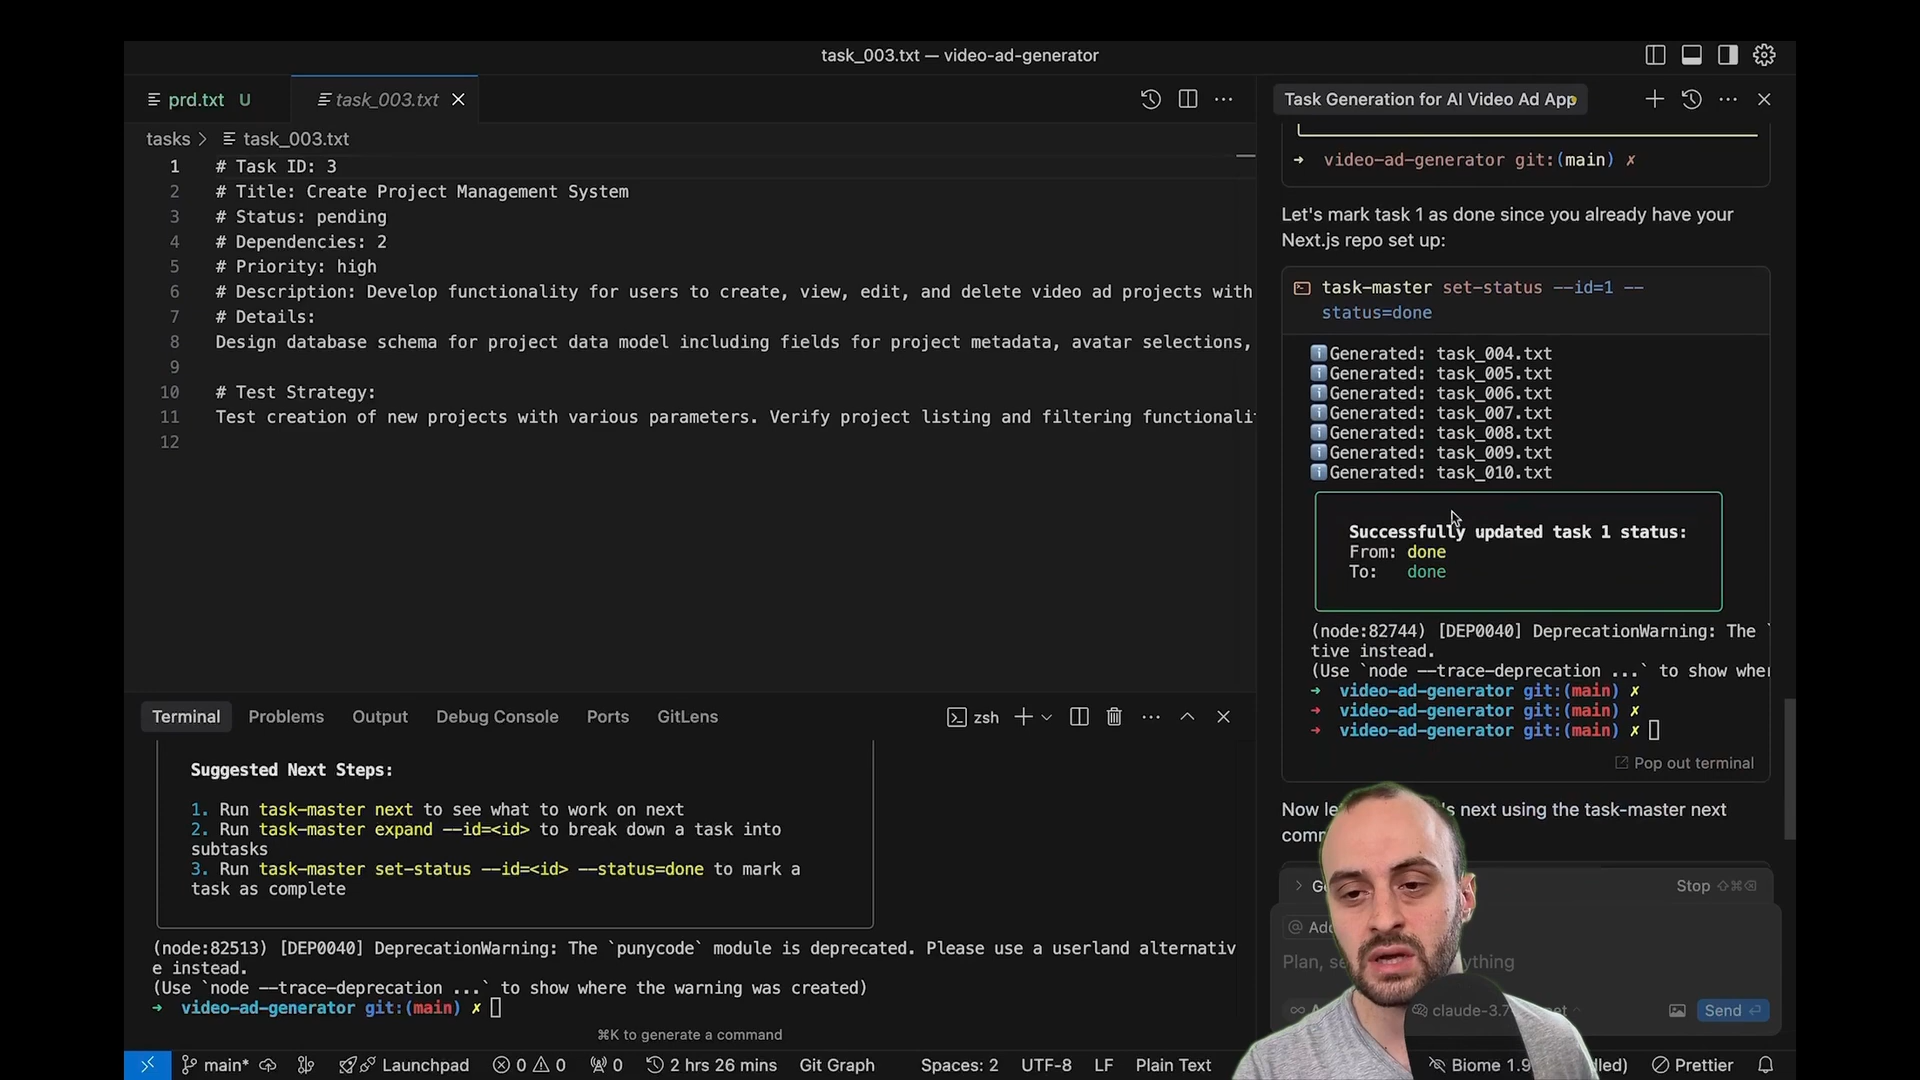 task_003.txt — video-ad-generator
prd.txt U
task_003.txt
tasks > task_003.txt
1 # Task ID: 3
2 # Title: Create Project Management System
3 # Status: pending
4 # Dependencies: 2
5 # Priority: high
6 # Description: Develop functionality for users to create, view, edit, and delete video ad projects with
7 # Details:
8 Design database schema for project data model including fields for project metadata, avatar selections,
9
10 # Test Strategy:
11 Test creation of new projects with various parameters. Verify project listing and filtering functionali
12
Terminal Problems Output Debug Console Ports GitLens
zsh
Suggested Next Steps:
1. Run task-master next to see what to work on next
2. Run task-master expand --id=<id> to break down a task into
subtasks
3. Run task-master set-status --id=<id> --status=done to mark a
task as complete
(node:82513) [DEP0040] DeprecationWarning: The `punycode` module is deprecated. Please use a userland alternativ
e instead.
(Use `node --trace-deprecation ...` to show where the warning was created)
➜ video-ad-generator git:(main) ✗
⌘K to generate a command
Task Generation for AI Video Ad App
➜ video-ad-generator git:(main) ✗
Let's mark task 1 as done since you already have your
Next.js repo set up:
task-master set-status --id=1 --
status=done
Generated: task_004.txt
Generated: task_005.txt
Generated: task_006.txt
Generated: task_007.txt
Generated: task_008.txt
Generated: task_009.txt
Generated: task_010.txt
Successfully updated task 1 status:
From: done
To: done
(node:82744) [DEP0040] DeprecationWarning: The `
tive instead.
(Use `node --trace-deprecation ...` to show wher
➜ video-ad-generator git:(main) ✗
➜ video-ad-generator git:(main) ✗
➜ video-ad-generator git:(main) ✗
Pop out terminal
Now next using the task-master next
Stop ⇧⌘⌫
Plan,
claude-3.7
Send
main* Launchpad 0 0 0 2 hrs 26 mins Git Graph Spaces: 2 UTF-8 LF Plain Text Biome Prettier